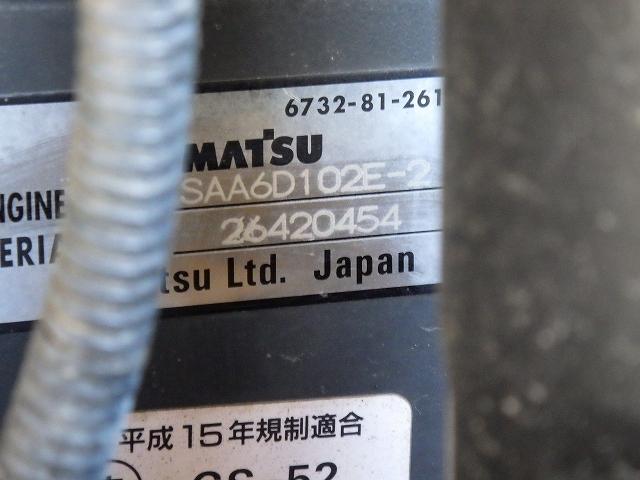 6732-81-261
MATSU
NGINE SAA6D102E-2
ERIA 26420454
tsu Ltd. Japan
平成15年規制適合